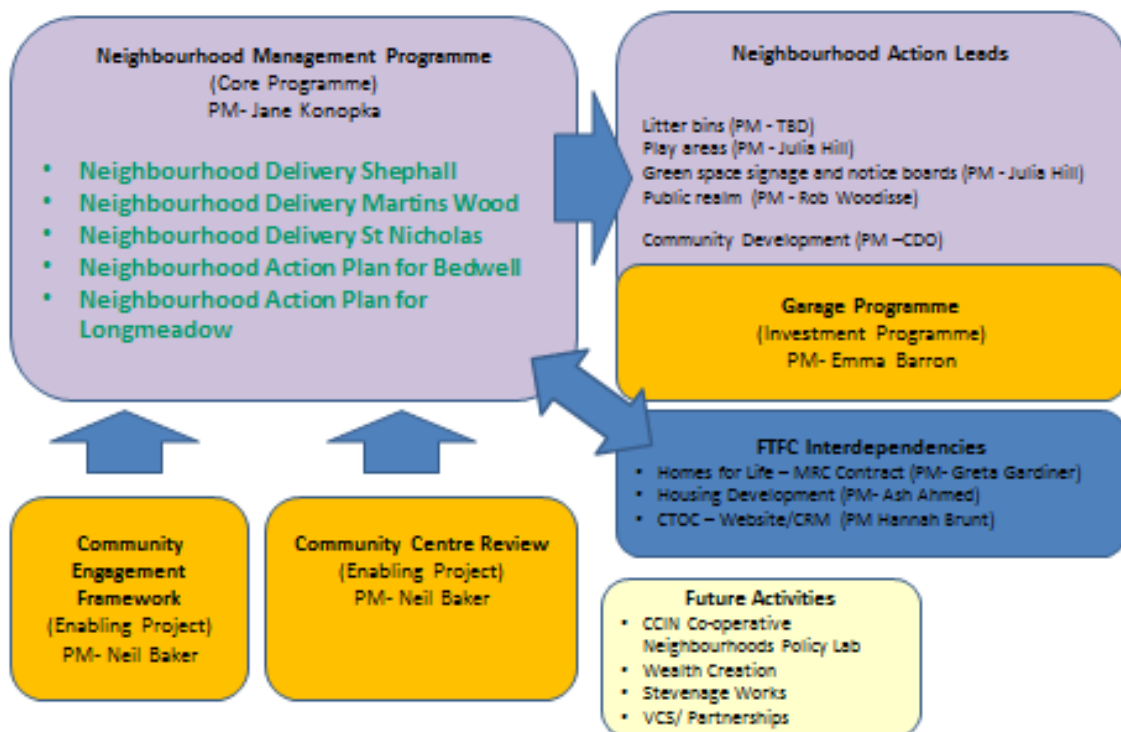 Neighbourhood Management Programme
(Core Programme)
PM- Jane Konopka
• Neighbourhood Delivery Shephall
• Neighbourhood Delivery Martins Wood
• Neighbourhood Delivery St Nicholas
• Neighbourhood Action Plan for Bedwell
• Neighbourhood Action Plan for
Longmeadow
Neighbourhood Action Leads
Litter bins (PM - TBD)
Play areas (PM - Julia Hill)
Green space signage and notice boards (PM - Julia Hill)
Public realm (PM - Rob Woodisse)
Community Development (PM –CDO)
Garage Programme
(Investment Programme)
PM- Emma Barron
FTFC Interdependencies
• Homes for Life – MRC Contract (PM- Greta Gardiner)
• Housing Development (PM- Ash Ahmed)
• CTOC – Website/CRM (PM Hannah Brunt)
Community
Engagement
Framework
(Enabling Project)
PM- Neil Baker
Community Centre Review
(Enabling Project)
PM- Neil Baker
Future Activities
• CCIN Co-operative
Neighbourhoods Policy Lab
• Wealth Creation
• Stevenage Works
• VCS/ Partnerships